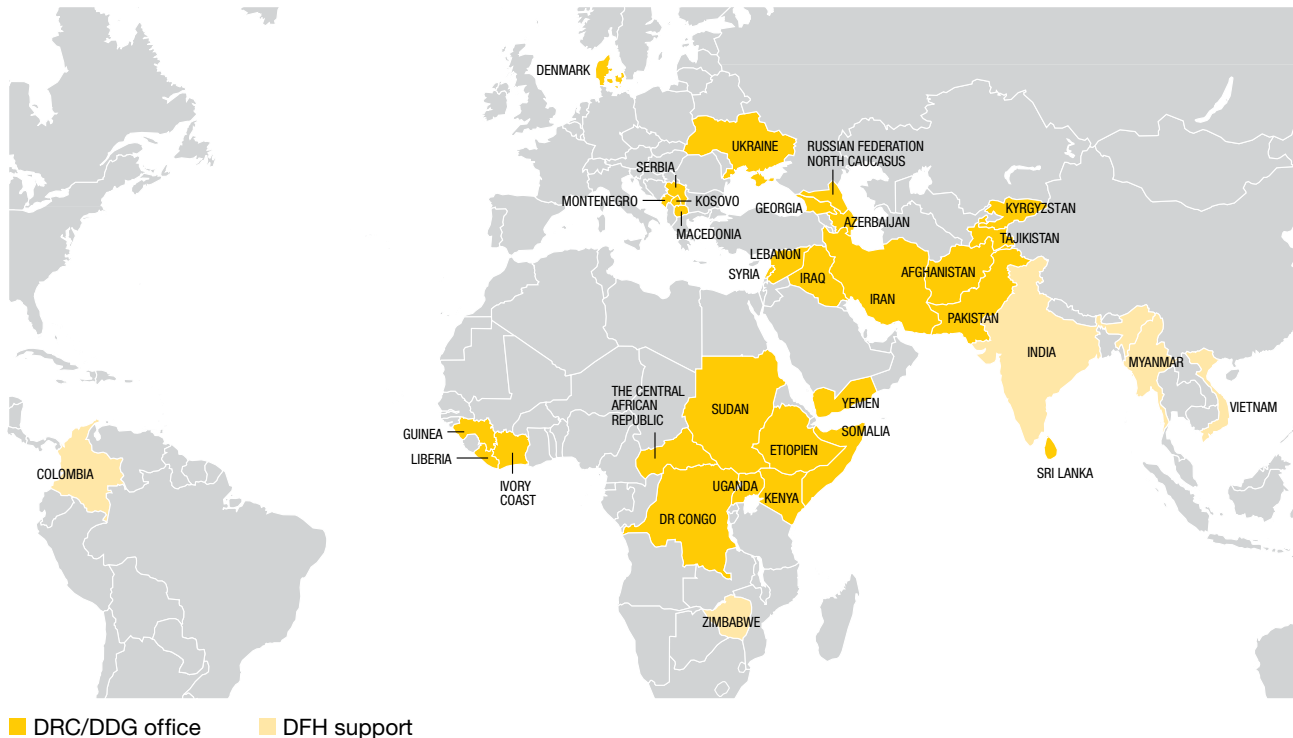 DENMARK
UKRAINE
RUSSIAN FEDERATION
NORTH CAUCASUS
SERBIA
MONTENEGRO
KOSOVO
GEORGIA
KYRGYZSTAN
AZERBAIJAN
MACEDONIA
TAJIKISTAN
LEBANON
SYRIA
IRAQ
AFGHANISTAN
IRAN
PAKISTAN
INDIA
MYANMAR
THE CENTRAL
AFRICAN
REPUBLIC
SUDAN
YEMEN
VIETNAM
GUINEA
SOMALIA
LIBERIA
ETIOPIEN
COLOMBIA
SRI LANKA
IVORY
COAST
UGANDA
KENYA
DR CONGO
ZIMBABWE
DRC/DDG office
DFH support